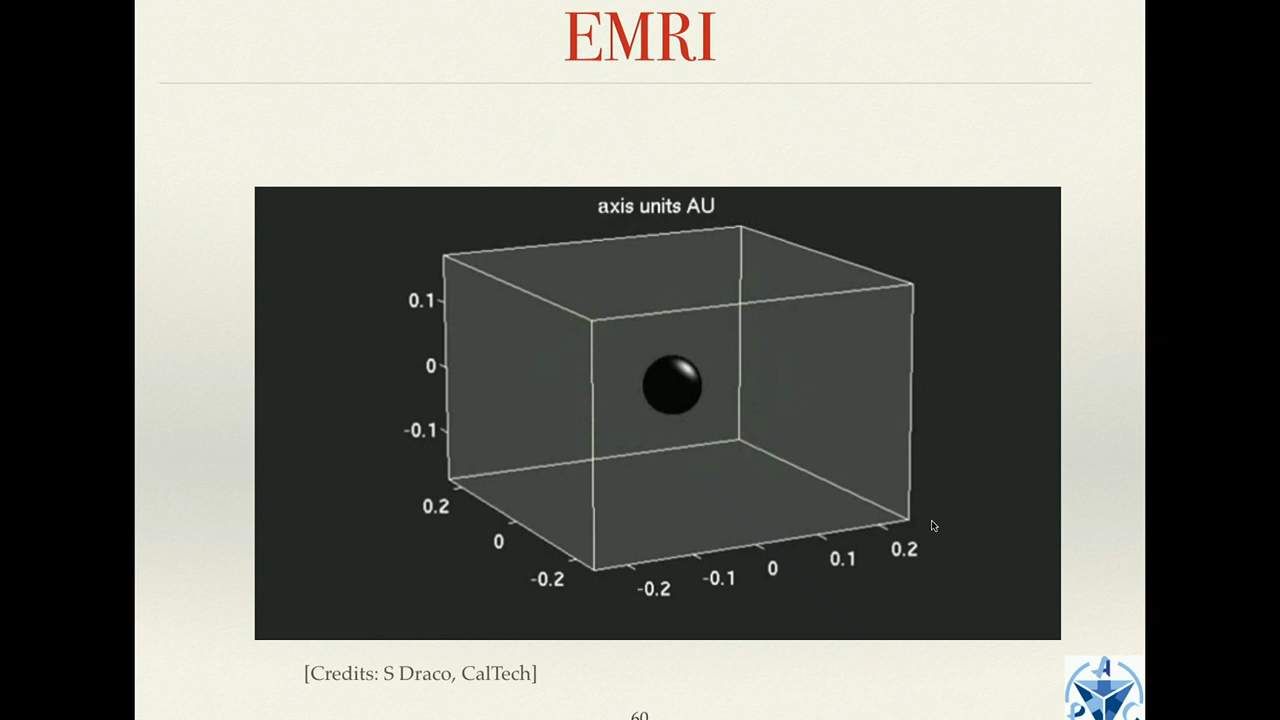 EMRI
axis units AU
0.1
0
-0.1
0.2
0
-0.2
-0.2
-0.1
0
0.1
0.2
[Credits: S Draco, CalTech]
60
A
P C